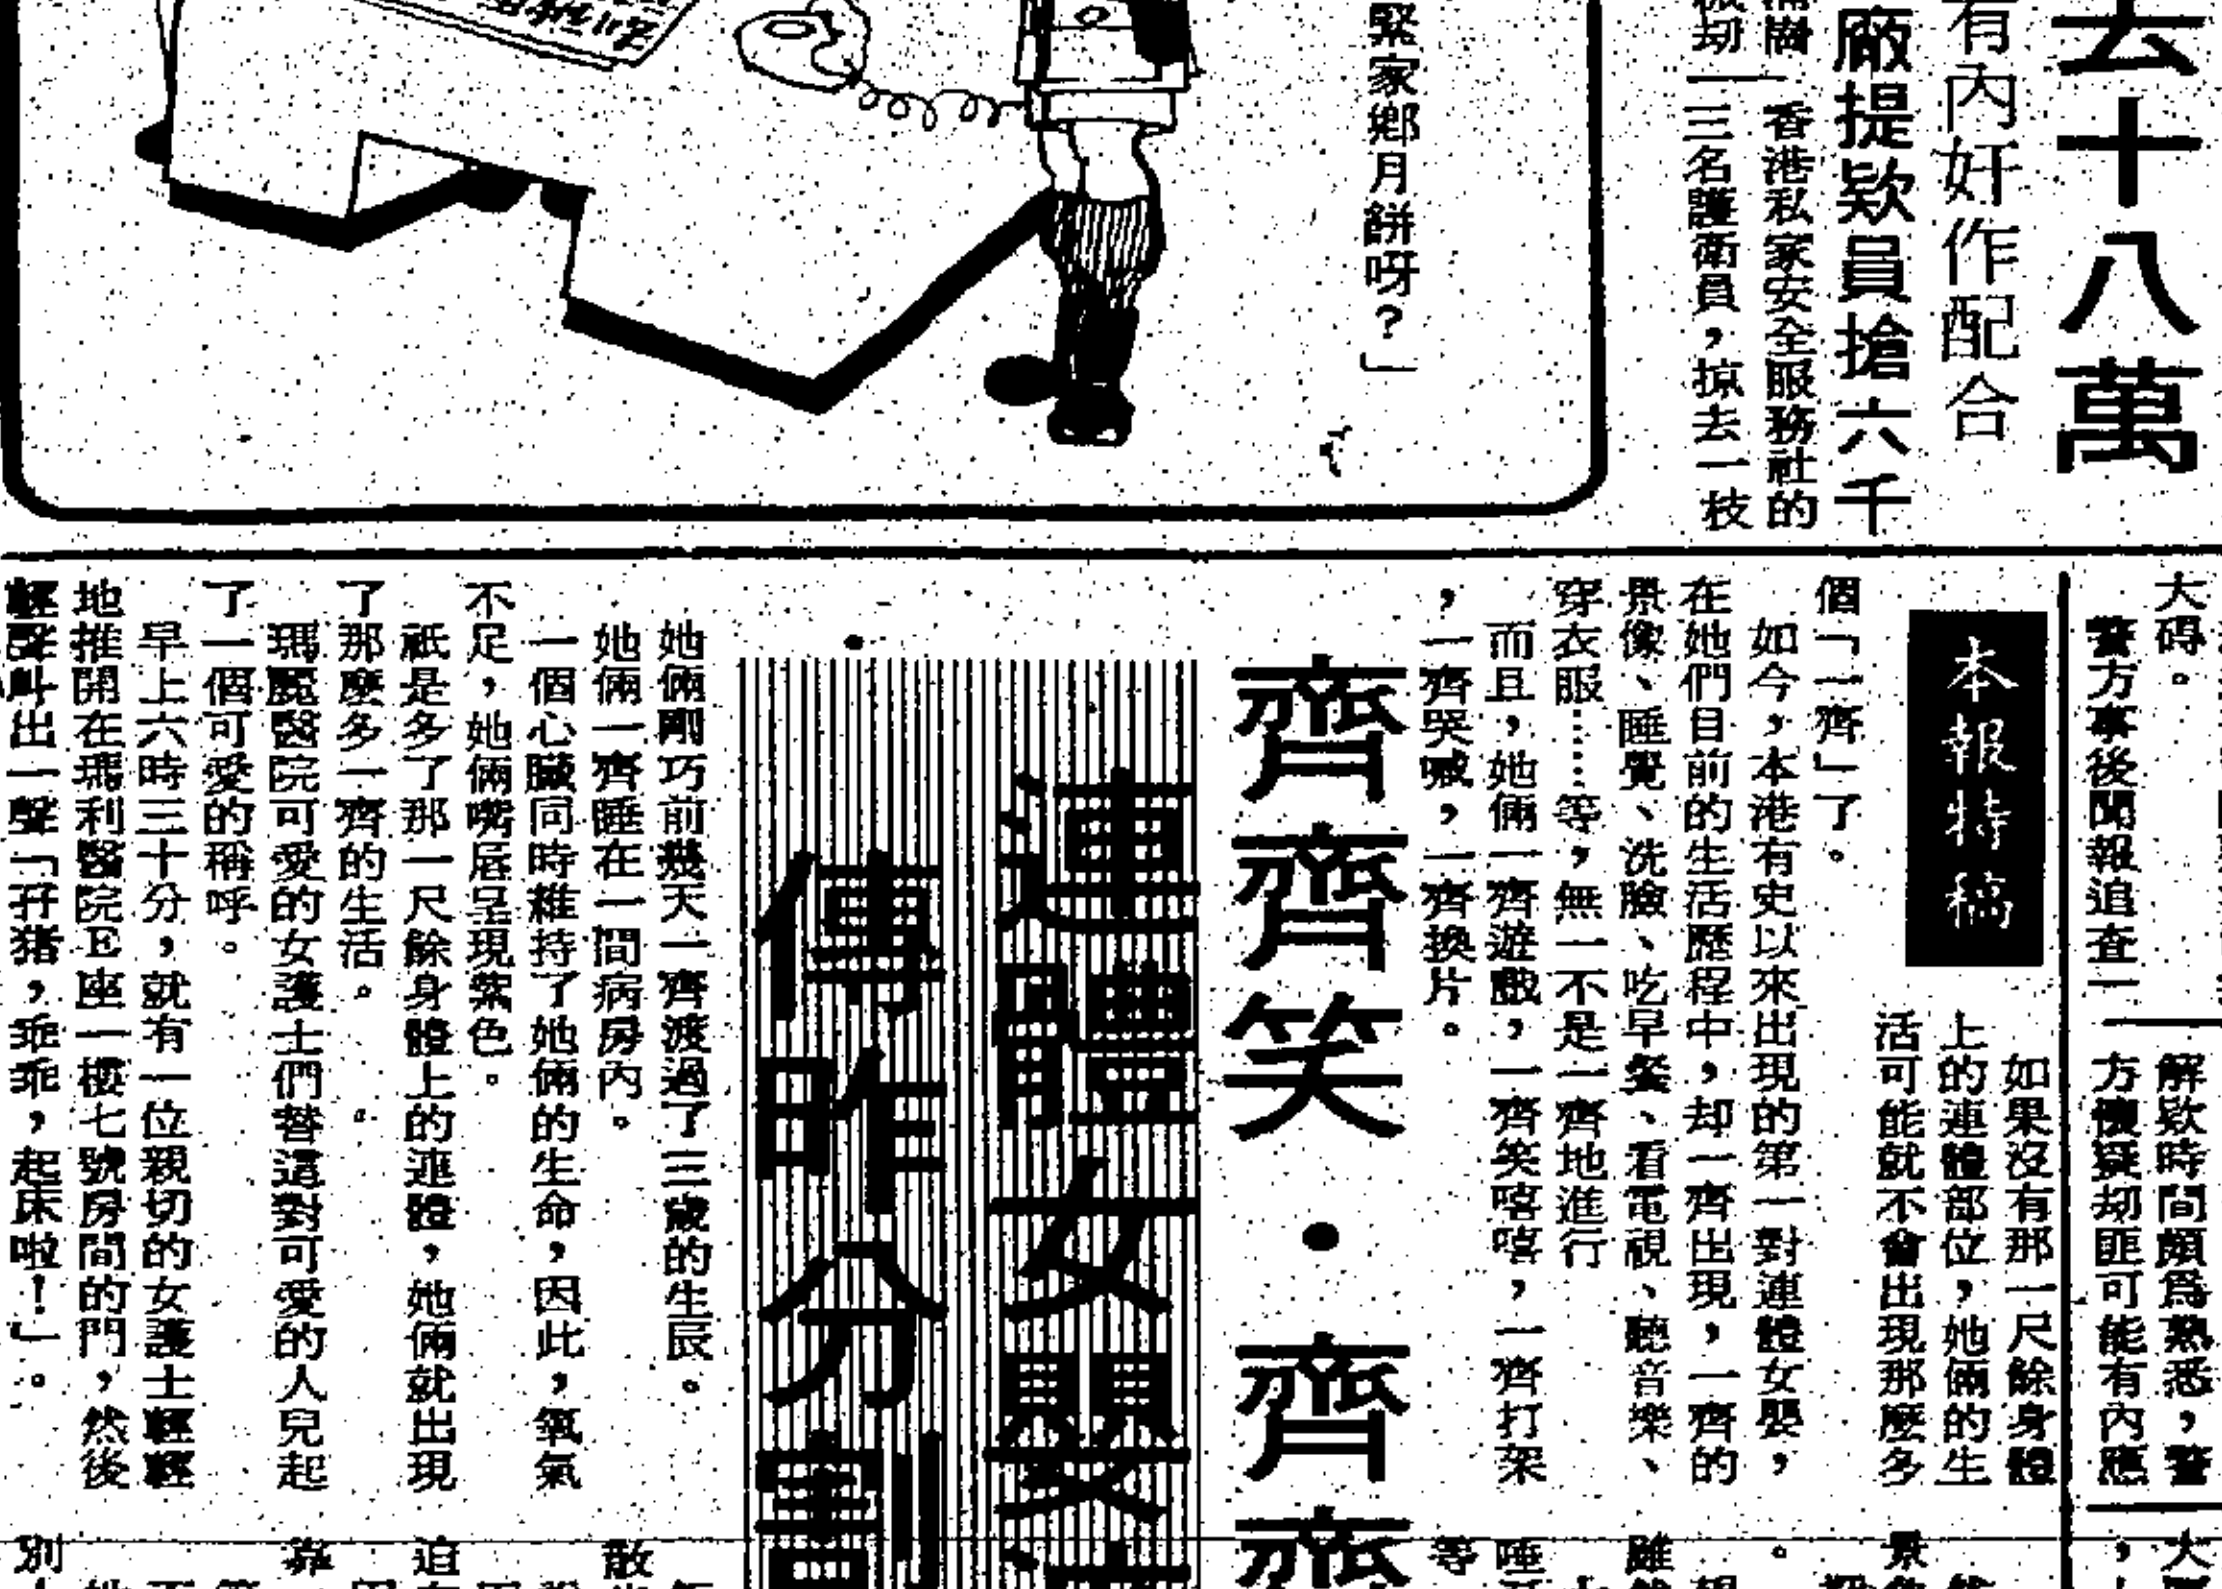 去十八萬
有內奸作配合
廠提欵員搶六千
香港私家安全服務社的
三名護衛員，掠去一枝
緊家鄉月餅呀？」
大碍。
警方事後聞報追查一
解欵時間頗爲熟悉，警
方懷疑刧匪可能有內應
本報特稿
如果沒有那一尺餘身體
上的連體部位，她倆的生
活可能就不會出現那麼多
個「一齊」了。
如今，本港有史以來出現的第一對連體女嬰，
在她們目前的生活歷程中，却一齊出現，一齊的
景像、睡覺、洗臉、吃早餐、看電視、聽音樂、
穿衣服……等，無一不是一齊地進行
而且，她倆一齊遊戲，一齊笑嘻嘻，一齊打架
，一齊哭喊，一齊換片。
齊齊笑・齊齊
連體女嬰
傳昨分割
她倆剛巧前幾天一齊渡過了三歲的生辰。
她倆一齊睡在一間病房內。
一個心臟同時維持了她倆的生命，因此，氧氣
不足，她倆嘴唇呈現紫色。
祇是多了那一尺餘身體上的連體，她倆就出現
了那麼多一齊的生活。
瑪麗醫院可愛的女護士們替這對可愛的人兒起
了一個可愛的稱呼。
早上六時三十分，就有一位親切的女護士輕輕
地推開在瑪利醫院E座一樓七號房間的門，然後
輕聲叫出一聲「孖豬，乖乖，起床啦！」。
大
景
雖
等
散
追
靠
別